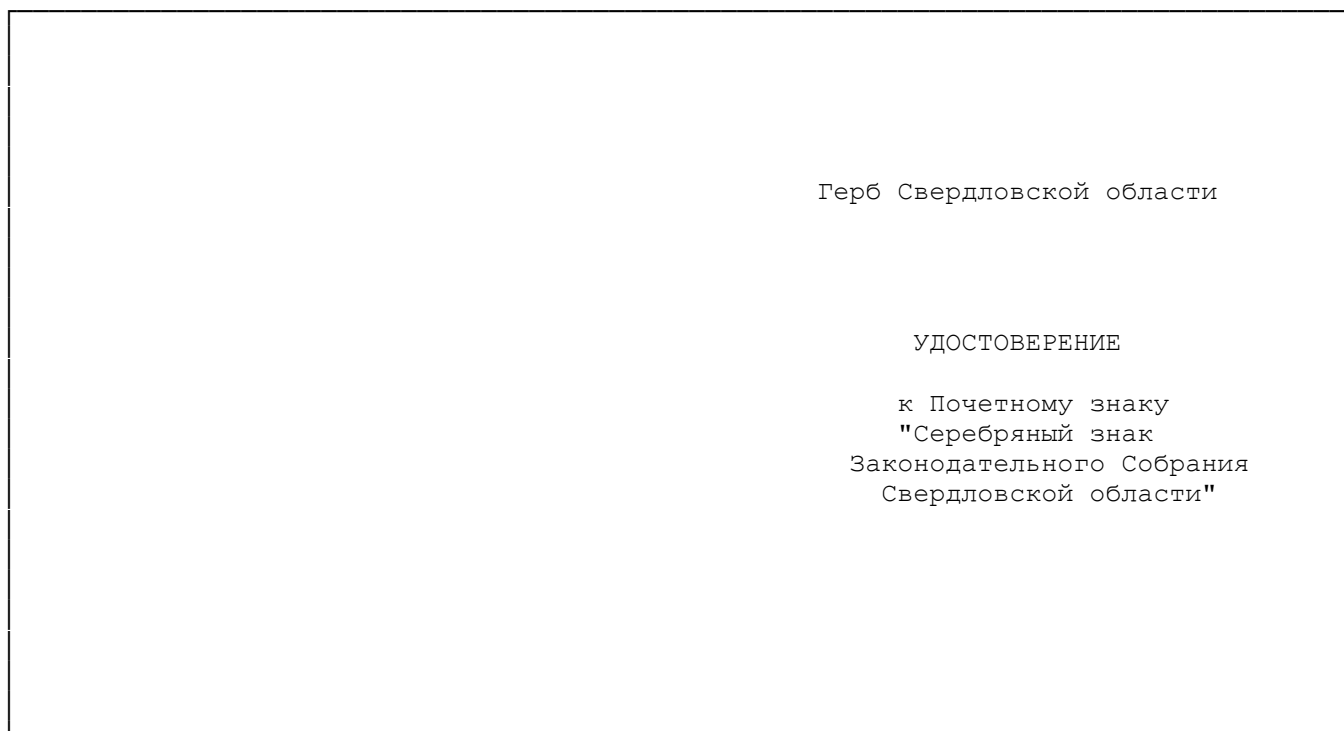 Герб Свердловской области
УДОСТОВЕРЕНИЕ
к Почетному знаку
"Серебряный знак
Законодательного Собрания
Свердловской области"